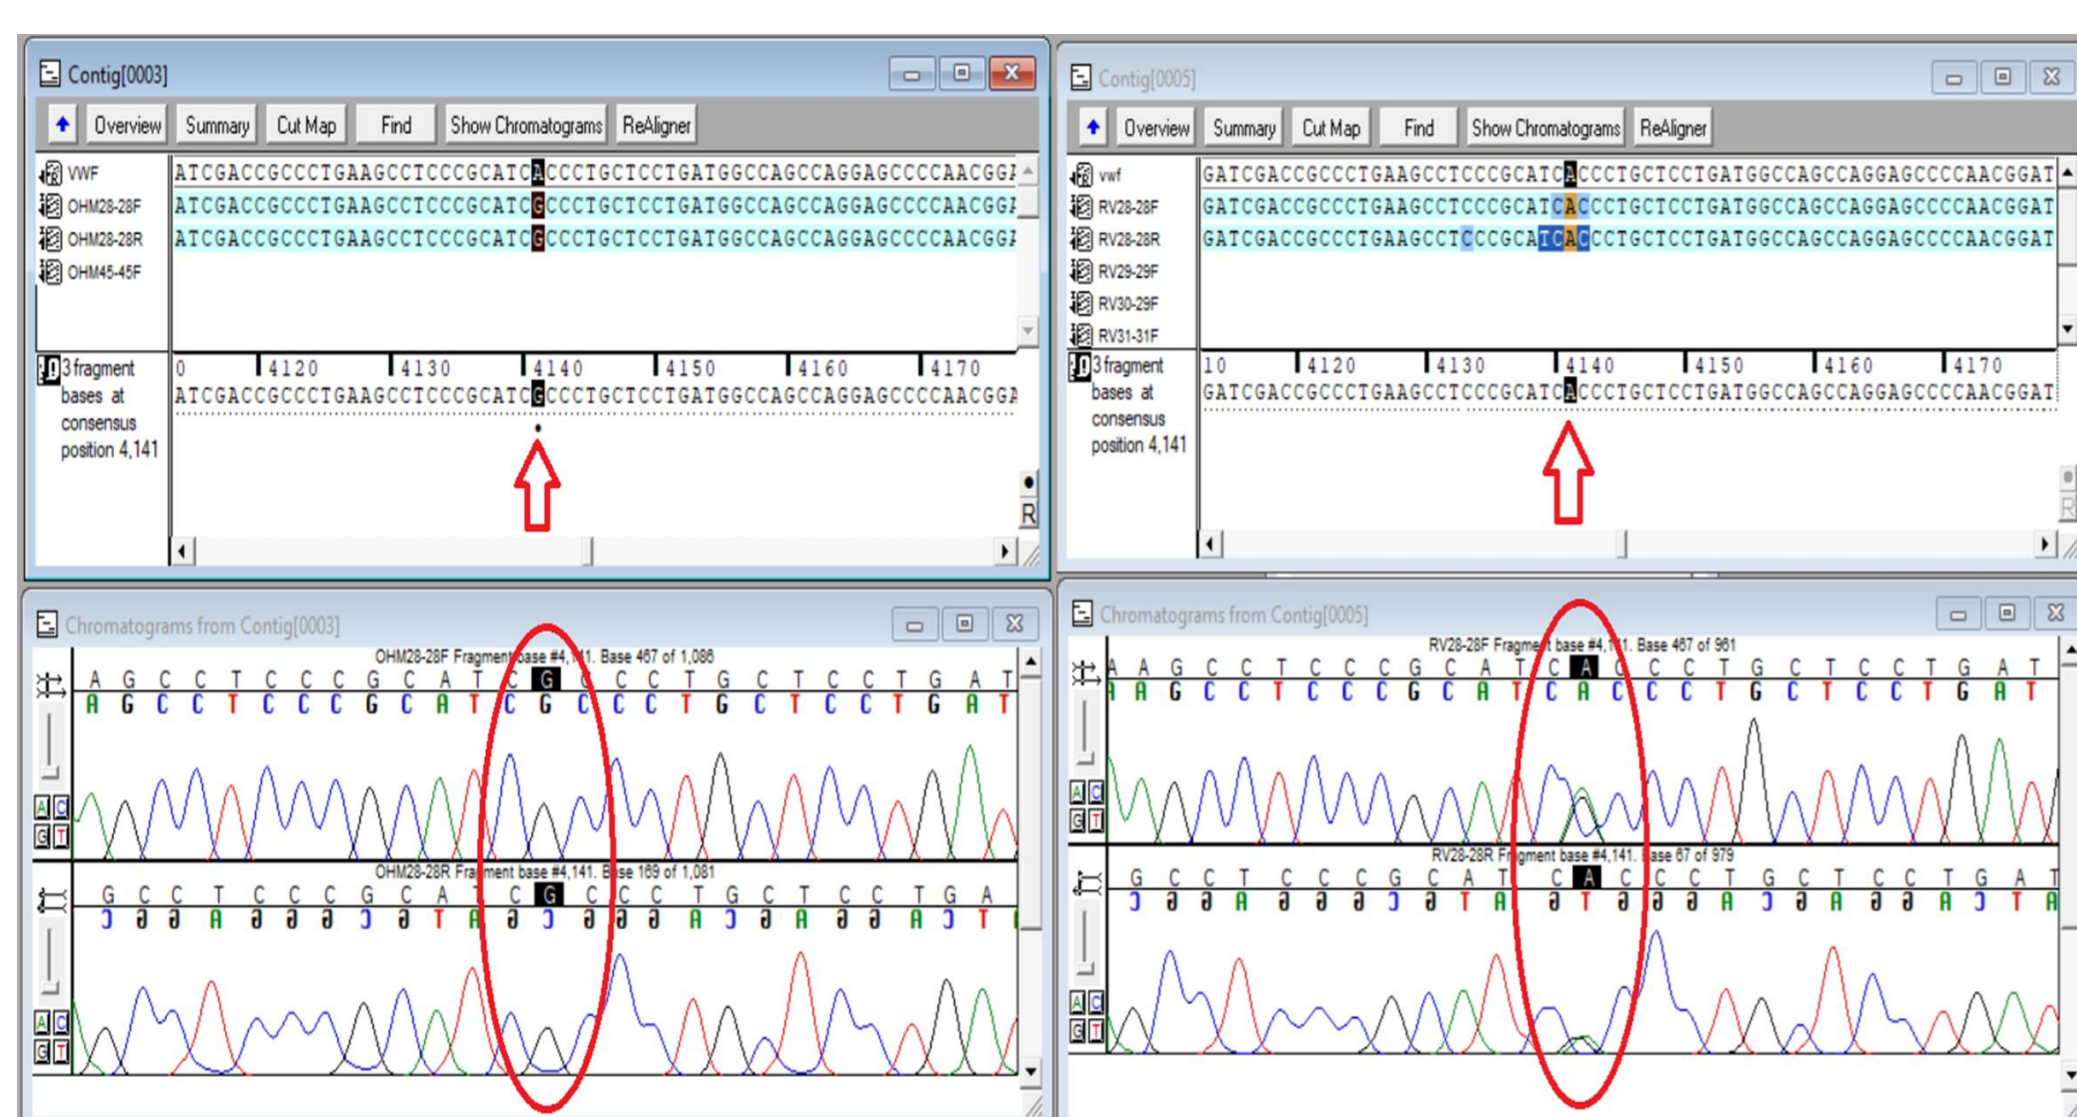 Contig[0003]
Overview Summary Cut Map Find Show Chromatograms ReAligner
VWF ATCGACCGCCCTGAAGCCTCCCGCATCACCCTGCTCCTGATGGCCAGCCAGGAGCCCCAACGGA
OHM28-28F ATCGACCGCCCTGAAGCCTCCCGCATCGCCCTGCTCCTGATGGCCAGCCAGGAGCCCCAACGGA
OHM28-28R ATCGACCGCCCTGAAGCCTCCCGCATCGCCCTGCTCCTGATGGCCAGCCAGGAGCCCCAACGGA
OHM45-45F
3 fragment
bases at
consensus
position 4,141
0 4120 4130 4140 4150 4160 4170
ATCGACCGCCCTGAAGCCTCCCGCATCGCCCTGCTCCTGATGGCCAGCCAGGAGCCCCAACGGA
R
Contig[0005]
Overview Summary Cut Map Find Show Chromatograms ReAligner
vwf GATCGACCGCCCTGAAGCCTCCCGCATCACCCTGCTCCTGATGGCCAGCCAGGAGCCCCAACGGAT
RV28-28F GATCGACCGCCCTGAAGCCTCCCGCATCACCCTGCTCCTGATGGCCAGCCAGGAGCCCCAACGGAT
RV28-28R GATCGACCGCCCTGAAGCCTCCCGCATCACCCTGCTCCTGATGGCCAGCCAGGAGCCCCAACGGAT
RV29-29F
RV30-29F
RV31-31F
3 fragment
bases at
consensus
position 4,141
10 4120 4130 4140 4150 4160 4170
GATCGACCGCCCTGAAGCCTCCCGCATCACCCTGCTCCTGATGGCCAGCCAGGAGCCCCAACGGAT
R
Chromatograms from Contig[0003]
OHM28-28F Fragment base #4,141. Base 467 of 1,086
A G C C T C C C G C A T C G C C C T G C T C C T G A T
A G C C T C C C G C A T C G C C C T G C T C C T G A T
A C
G T
OHM28-28R Fragment base #4,141. Base 169 of 1,081
G C C T C C C G C A T C G C C C T G C T C C T G A
C G G A G G G C G T A G C G G G A C G A G G A C T
A C
G T
Chromatograms from Contig[0005]
RV28-28F Fragment base #4,141. Base 467 of 961
A A G C C T C C C G C A T C A C C C T G C T C C T G A T
A A G C C T C C C G C A T C A C C C T G C T C C T G A T
A C
G T
RV28-28R Fragment base #4,141. Base 67 of 979
G C C T C C C G C A T C A C C C T G C T C C T G A T
C G G A G G G C G T A G T G G G A C G A G G A C T A
A C
G T